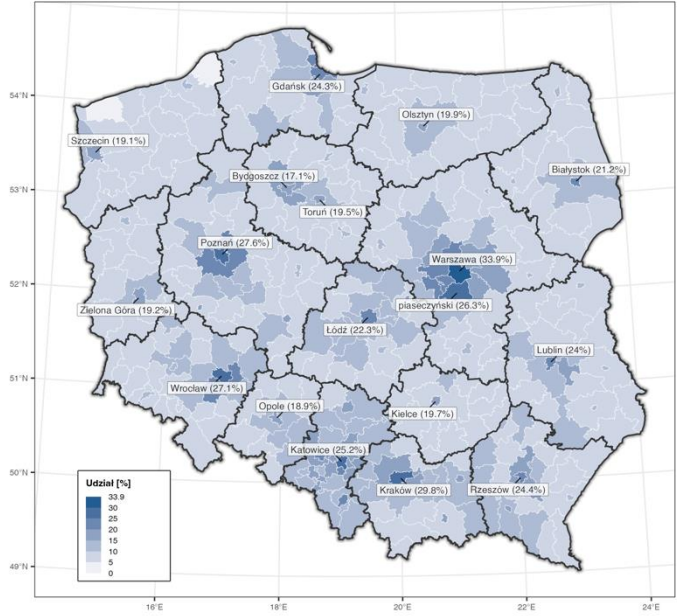 54°N
53°N
52°N
51°N
50°N
49°N
Gdańsk (24.3%)
Olsztyn (19.9%)
Szczecin (19.1%)
Bydgoszcz (17.1%)
Białystok (21.2%)
Toruń (19.5%)
Poznań (27.6%)
Warszawa (33.9%)
piaseczyński (26.3%)
Zielona Góra (19.2%)
Łódź (22.3%)
Lublin (24%)
Wrocław (27.1%)
Opole (18.9%)
Kielce (19.7%)
Katowice (25.2%)
Kraków (29.8%)
Rzeszów (24.4%)
Udział [%]
33.9
30
25
20
15
10
5
0
16°E
18°E
20°E
22°E
24°E